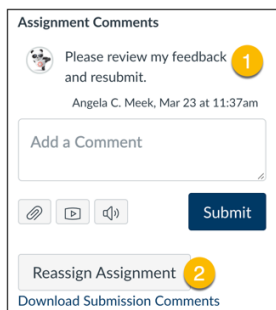 Assignment Comments
Please review my feedback 1
and resubmit.
Angela C. Meek, Mar 23 at 11:37am
Add a Comment
Submit
Reassign Assignment 2
Download Submission Comments